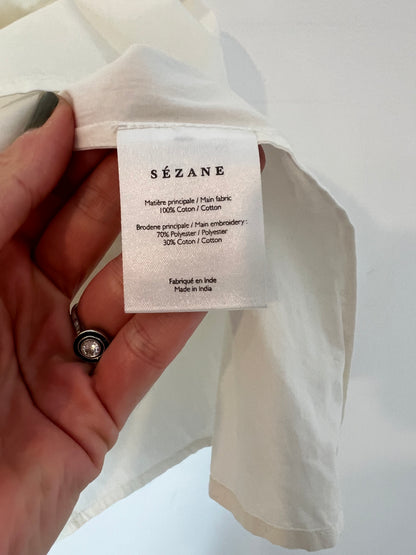 SÉZANE
Matière principale / Main fabric
100% Coton / Cotton
Broderie principale / Main embroidery :
70% Polyester / Polyester
30% Coton / Cotton
Fabriqué en Inde
Made in India